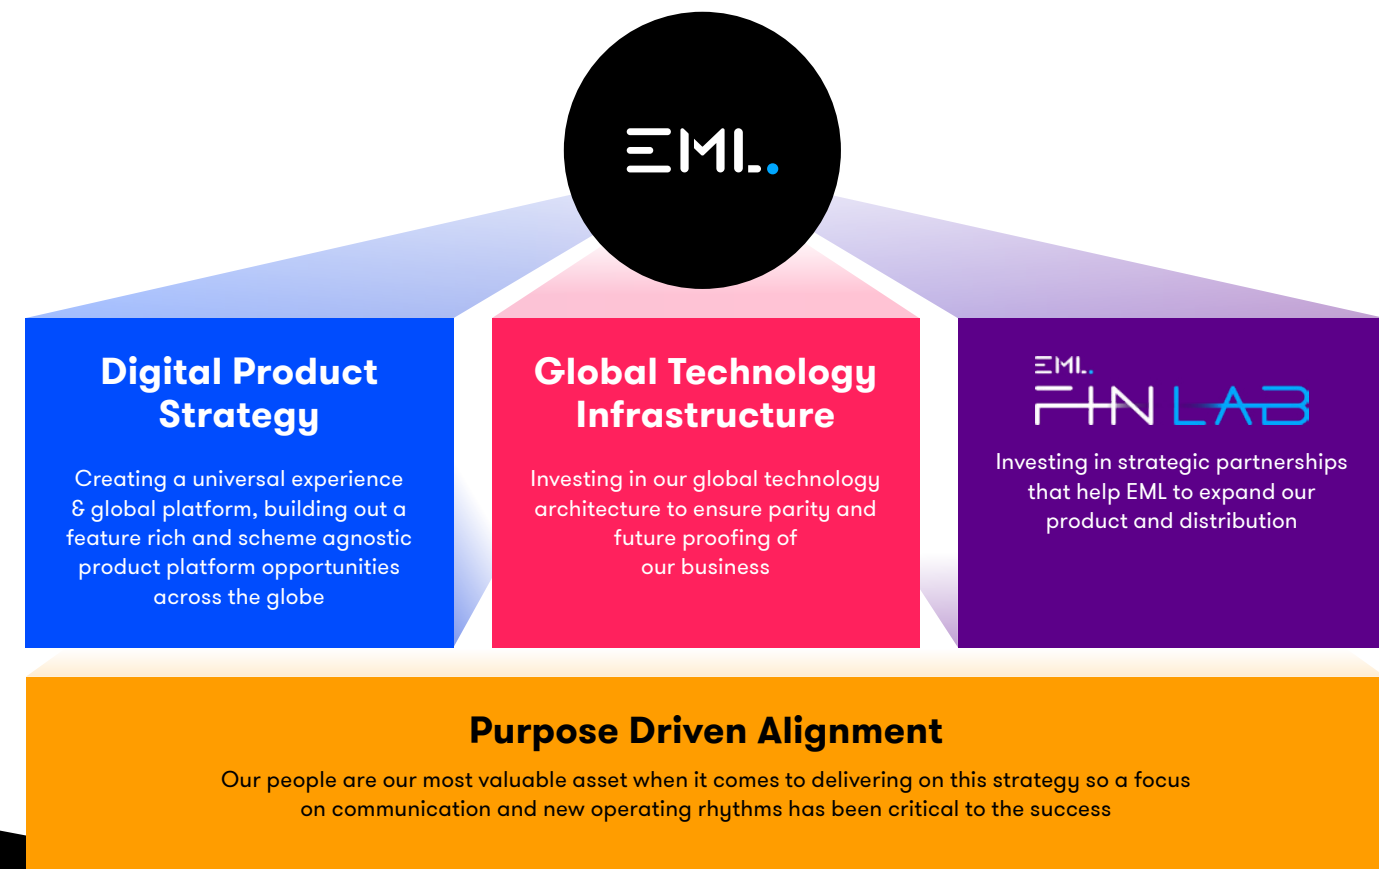 EML.
Digital Product
Strategy
Creating a universal experience
& global platform, building out a
feature rich and scheme agnostic
product platform opportunities
across the globe
Global Technology
Infrastructure
Investing in our global technology
architecture to ensure parity and
future proofing of
our business
EML.
FINLAB
Investing in strategic partnerships
that help EML to expand our
product and distribution
Purpose Driven Alignment
Our people are our most valuable asset when it comes to delivering on this strategy so a focus
on communication and new operating rhythms has been critical to the success